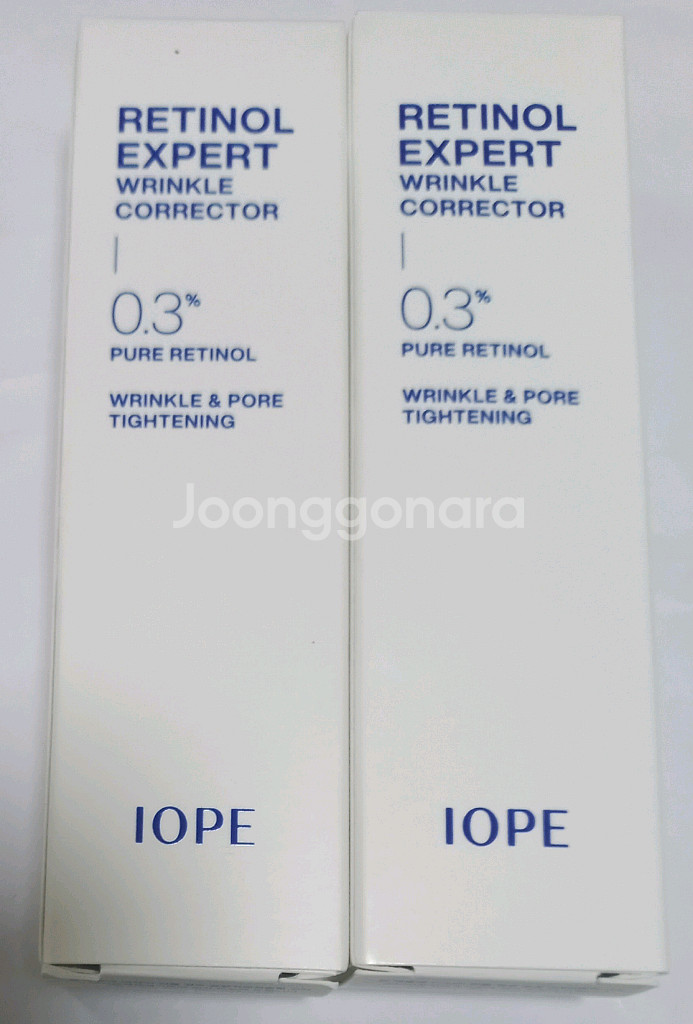 RETINOL
EXPERT
WRINKLE
CORRECTOR
0.3%
PURE RETINOL
WRINKLE & PORE
TIGHTENING
IOPE
RETINOL
EXPERT
WRINKLE
CORRECTOR
0.3%
PURE RETINOL
WRINKLE & PORE
TIGHTENING
IOPE
Joonggonara